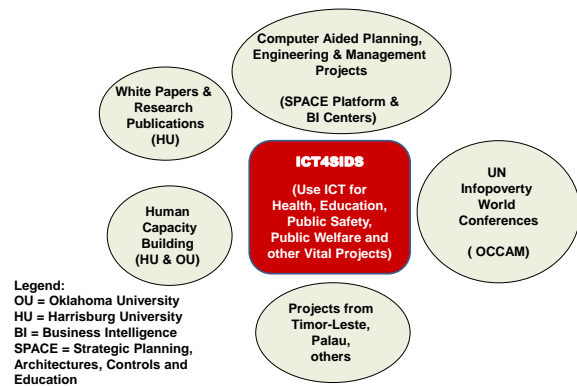 Computer Aided Planning,
Engineering & Management
Projects
(SPACE Platform &
BI Centers)
White Papers &
Research
Publications
(HU)
ICT4SIDS
(Use ICT for
Health, Education,
Public Safety,
Public Welfare and
other Vital Projects)
UN
Infopoverty
World
Conferences
( OCCAM)
Human
Capacity
Building
(HU & OU)
Projects from
Timor-Leste,
Palau,
others
Legend:
OU = Oklahoma University
HU = Harrisburg University
BI = Business Intelligence
SPACE = Strategic Planning,
Architectures, Controls and
Education